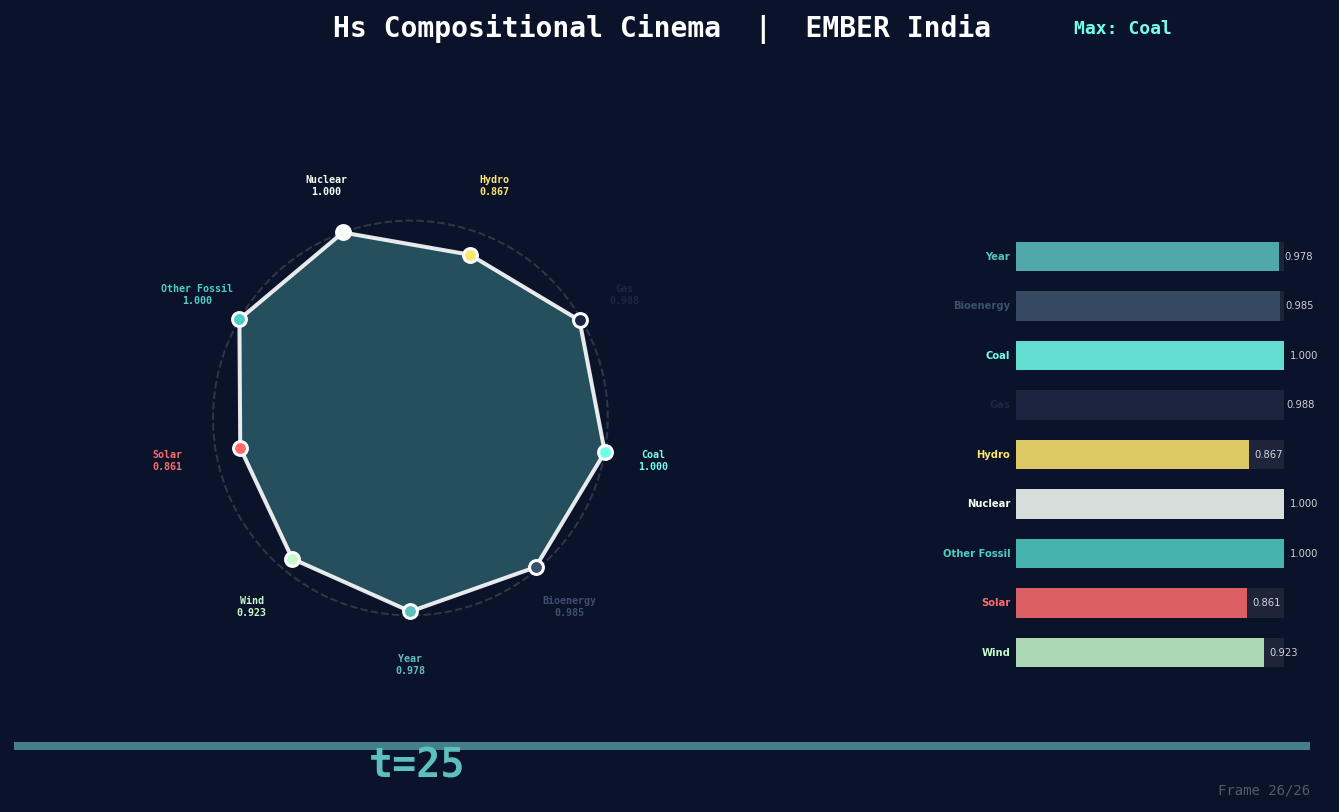 Hs Compositional Cinema | EMBER India
Max: Coal
Nuclear
1.000
Hydro
0.867
Other Fossil
1.000
Gas
0.988
Solar
0.861
Coal
1.000
Wind
0.923
Bioenergy
0.985
Year
0.978
Year 0.978
Bioenergy 0.985
Coal 1.000
Gas 0.988
Hydro 0.867
Nuclear 1.000
Other Fossil 1.000
Solar 0.861
Wind 0.923
t=25
Frame 26/26